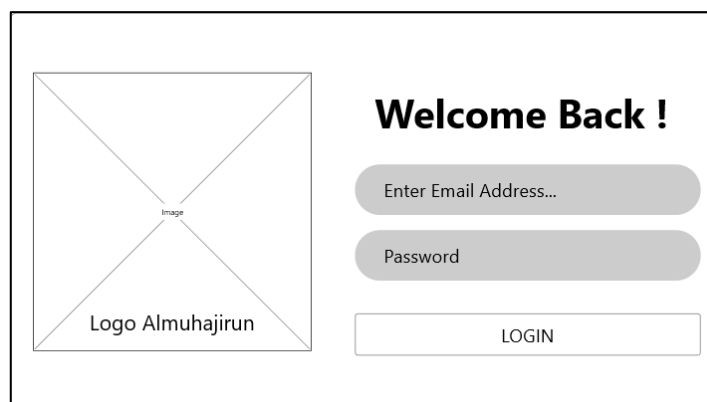 Welcome Back !
Image
Enter Email Address...
Password
Logo Almuhajirun
LOGIN